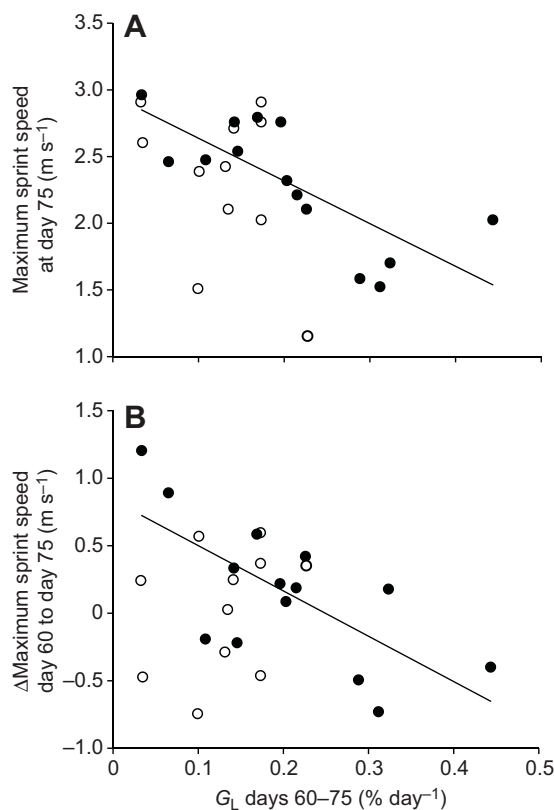 A
3.5
3.0
2.5
2.0
1.5
1.0
Maximum sprint speed
at day 75 (m s⁻¹)
B
1.5
1.0
0.5
0
–0.5
–1.0
ΔMaximum sprint speed
day 60 to day 75 (m s⁻¹)
0 0.1 0.2 0.3 0.4 0.5
G_L days 60–75 (% day⁻¹)